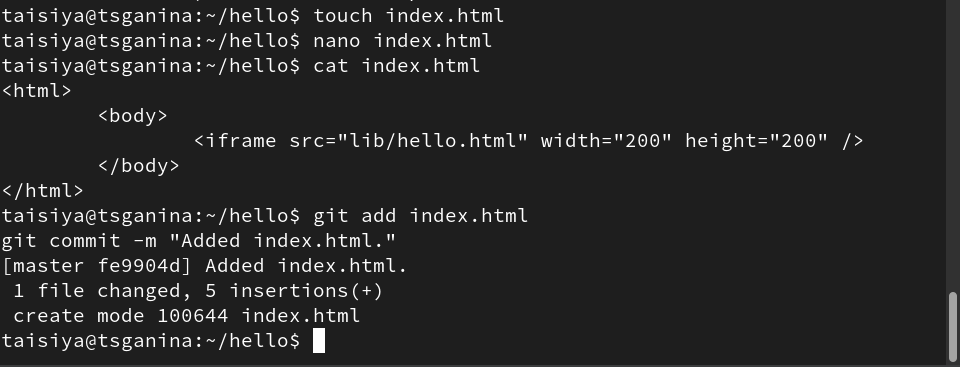 taisiya@tsganina:~/hello$ touch index.html
taisiya@tsganina:~/hello$ nano index.html
taisiya@tsganina:~/hello$ cat index.html
<html>
        <body>
                <iframe src="lib/hello.html" width="200" height="200" />
        </body>
</html>
taisiya@tsganina:~/hello$ git add index.html
git commit -m "Added index.html."
[master fe9904d] Added index.html.
 1 file changed, 5 insertions(+)
 create mode 100644 index.html
taisiya@tsganina:~/hello$